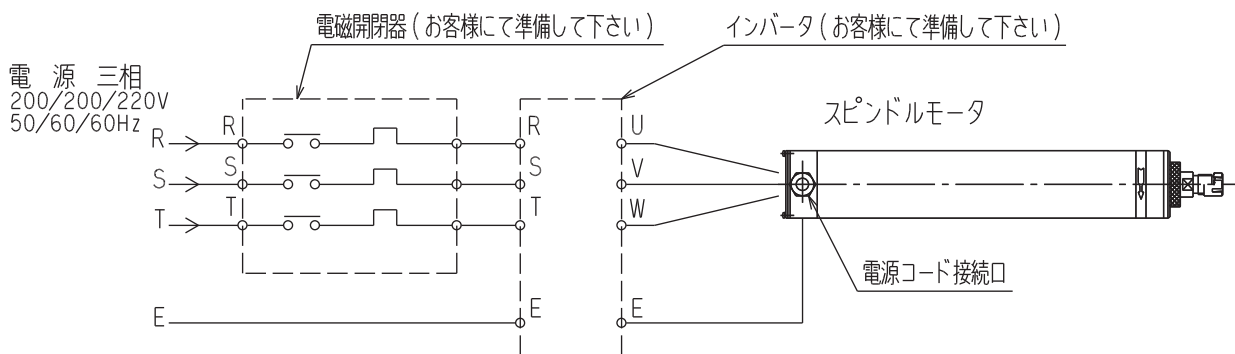 電磁開閉器(お客様にて準備して下さい)
インバータ(お客様にて準備して下さい)
電 源 三相
200/200/220V
50/60/60Hz
スピンドルモータ
R R R U
S S S V
T T T W
電源コード接続口
E E E